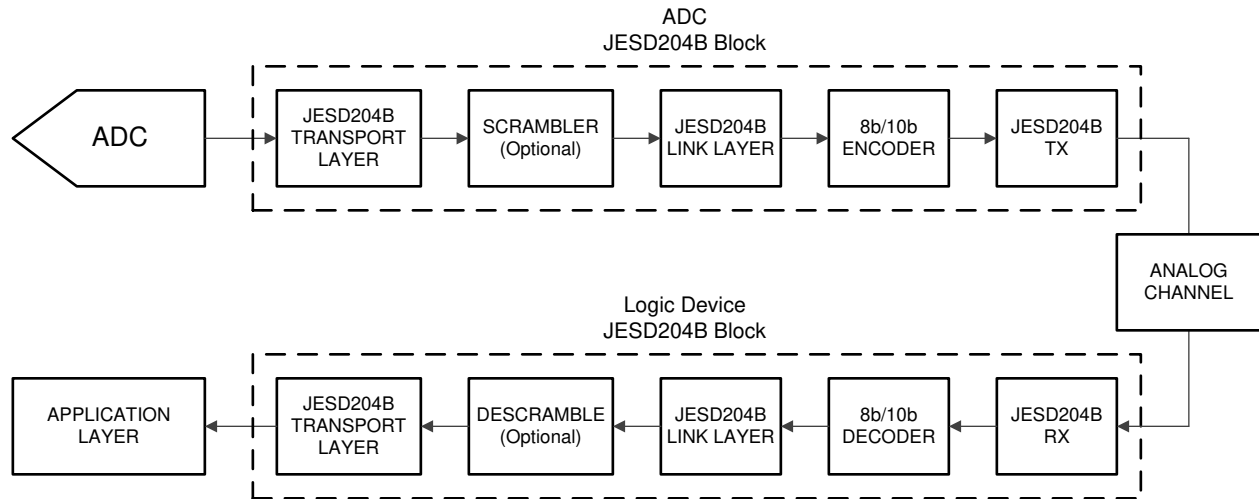 ADC
JESD204B Block
ADC
JESD204B
TRANSPORT
LAYER
SCRAMBLER
(Optional)
JESD204B
LINK LAYER
8b/10b
ENCODER
JESD204B
TX
ANALOG
CHANNEL
Logic Device
JESD204B Block
APPLICATION
LAYER
JESD204B
TRANSPORT
LAYER
DESCRAMBLE
(Optional)
JESD204B
LINK LAYER
8b/10b
DECODER
JESD204B
RX